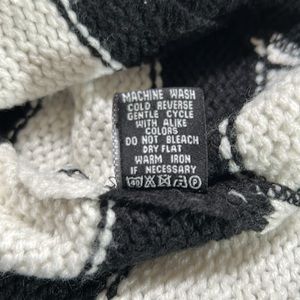 MACHINE WASH
COLD REVERSE
GENTLE CYCLE
WITH ALIKE
COLORS
DO NOT BLEACH
DRY FLAT
WARM IRON
IF NECESSARY